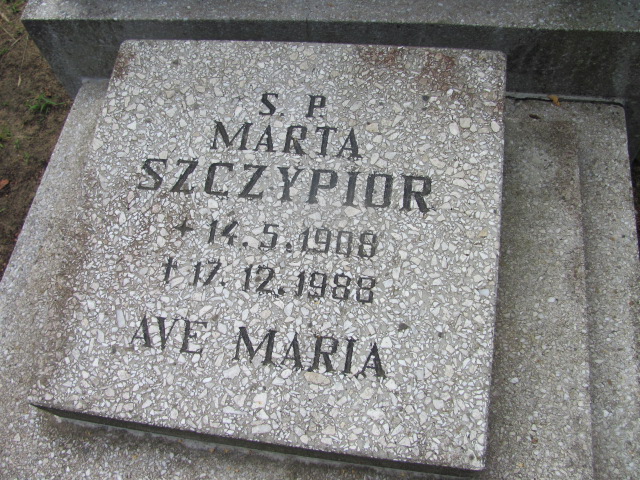 S. P.
MARTA
SZCZYPIOR
+ 14.5.1908
† 17.12.1988
AVE MARIA